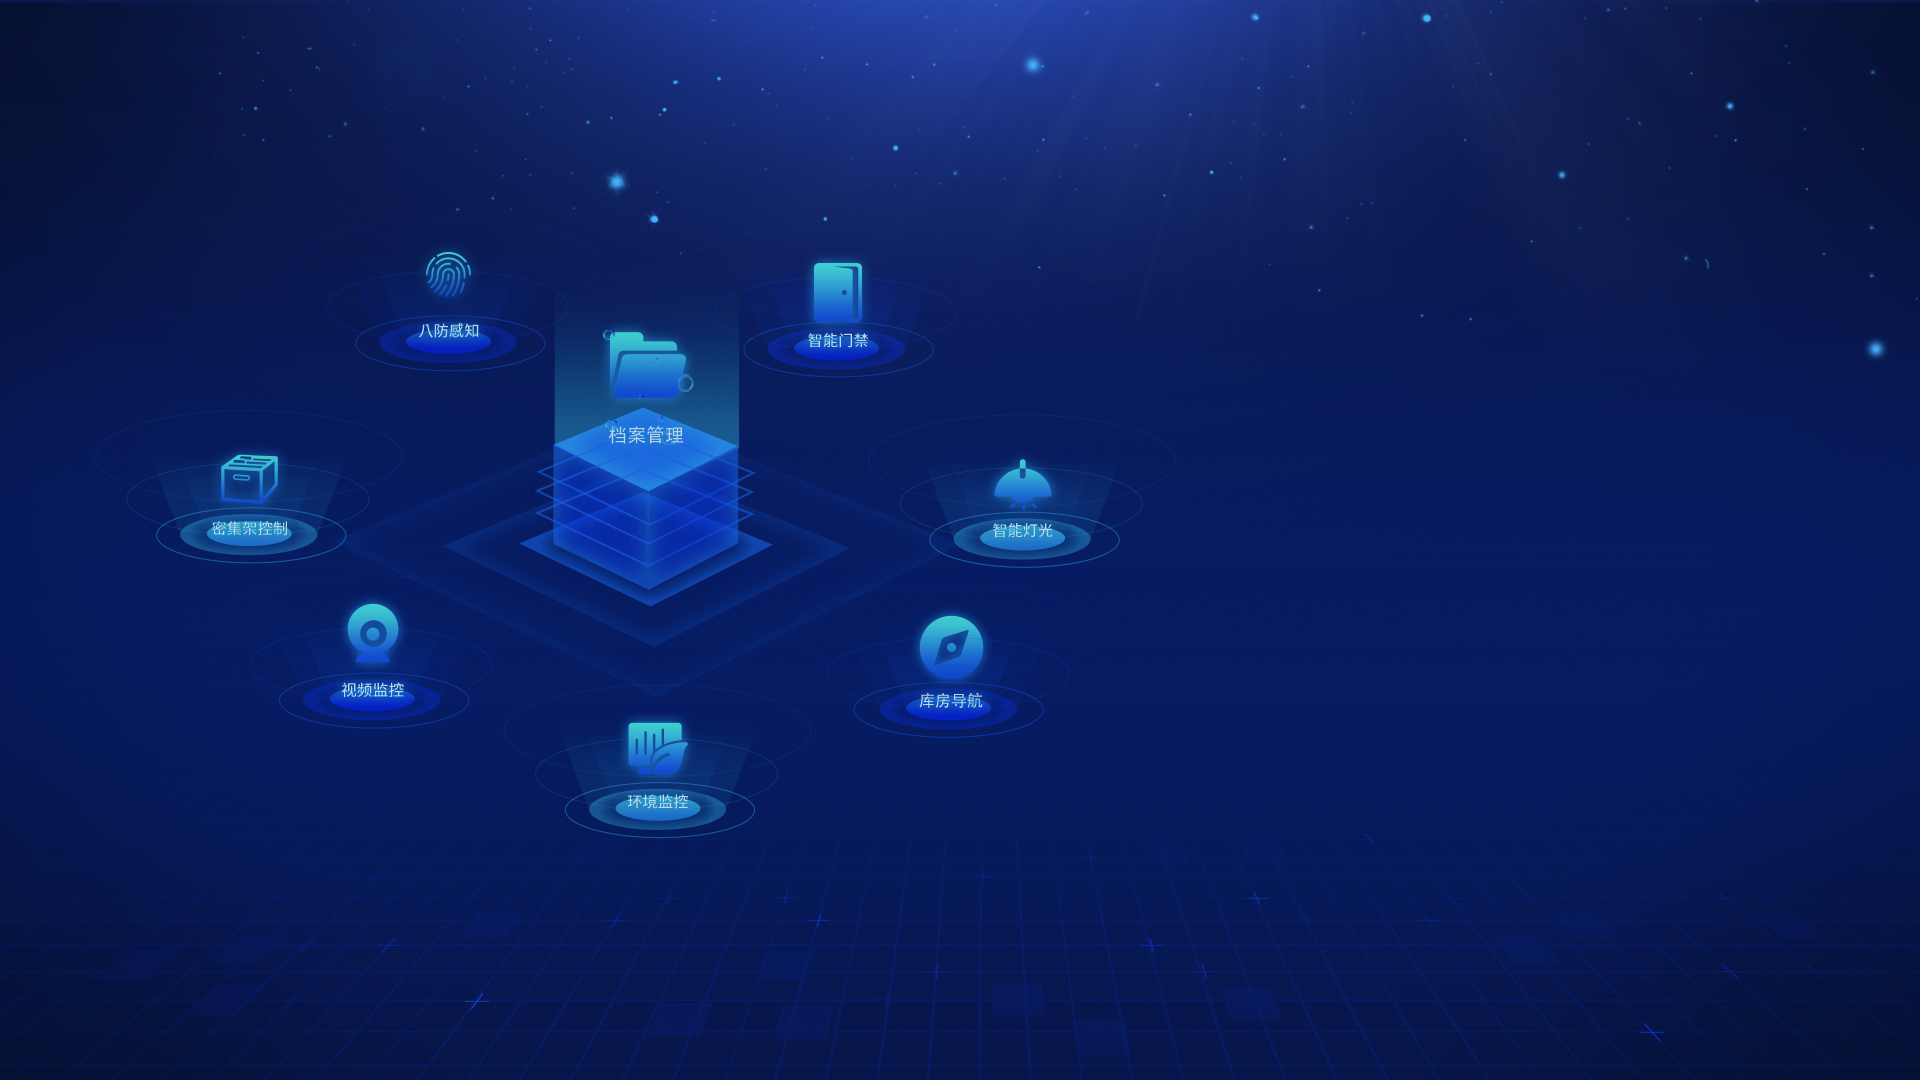 八防感知
智能门禁
档案管理
密集架控制
智能灯光
视频监控
库房导航
环境监控